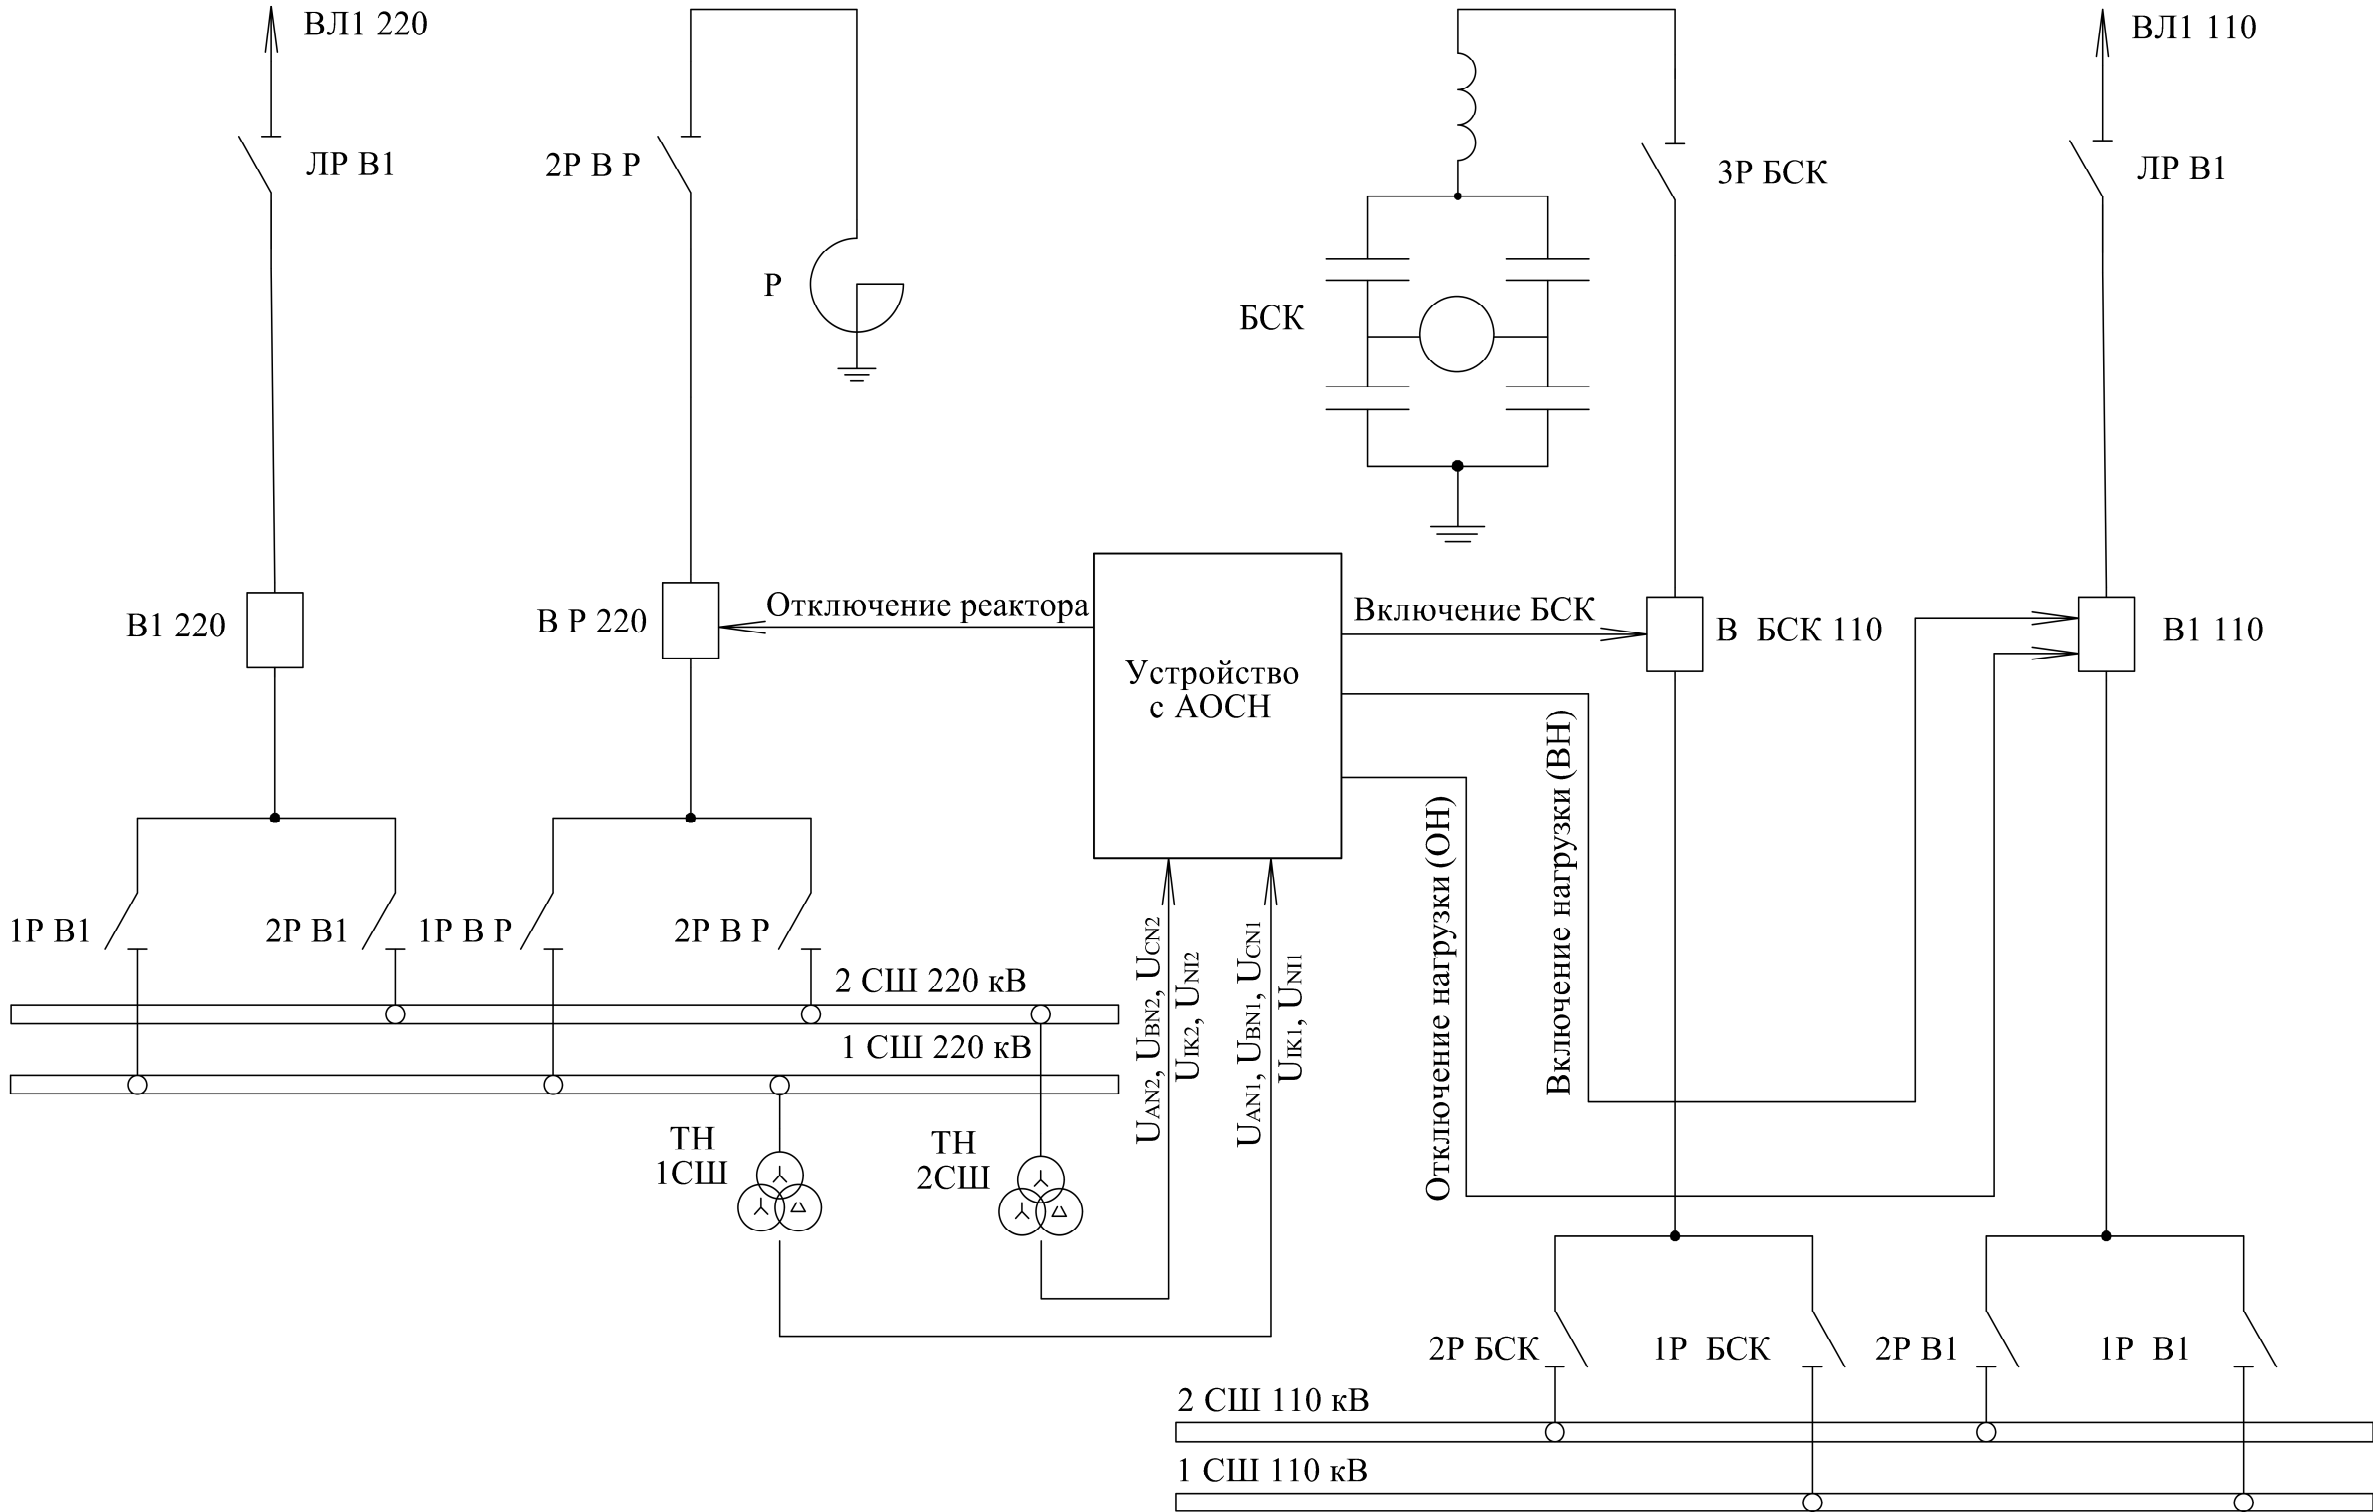 ВЛ1 220
ВЛ1 110
ЛР В1
2Р В Р
3Р БСК
ЛР В1
Р
БСК
В1 220
В Р 220
Отключение реактора
Включение БСК
В БСК 110
В1 110
Устройство
с АОСН
Отключение нагрузки (ОН)
Включение нагрузки (ВН)
1Р В1
2Р В1
1Р В Р
2Р В Р
UAN2, UBN2, UCN2
UIK2, UNI2
UAN1, UBN1, UCN1
UIK1, UNI1
2 СШ 220 кВ
1 СШ 220 кВ
ТН
1СШ
ТН
2СШ
2Р БСК
1Р БСК
2Р В1
1Р В1
2 СШ 110 кВ
1 СШ 110 кВ